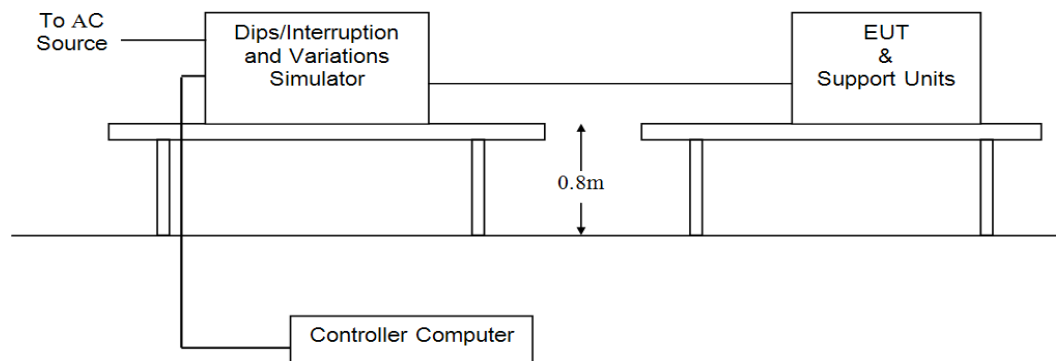 To AC
Source
Dips/Interruption
and Variations
Simulator
EUT
&
Support Units
0.8m
Controller Computer